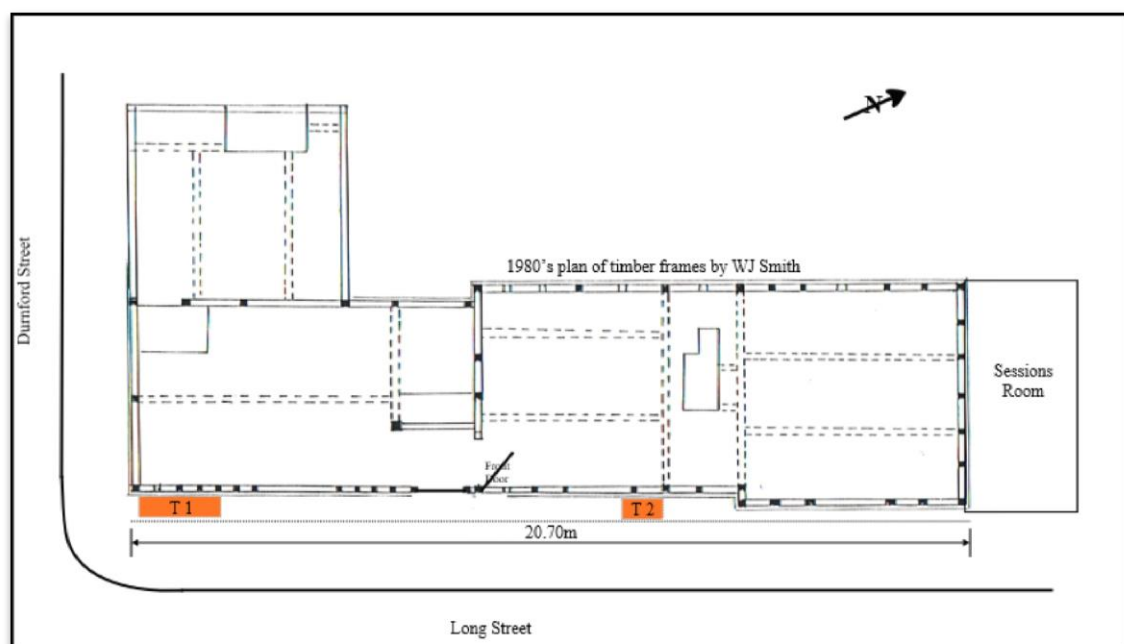 N
Durnford Street
1980's plan of timber frames by WJ Smith
Sessions
Room
Front
Door
T 1
T 2
20.70m
Long Street